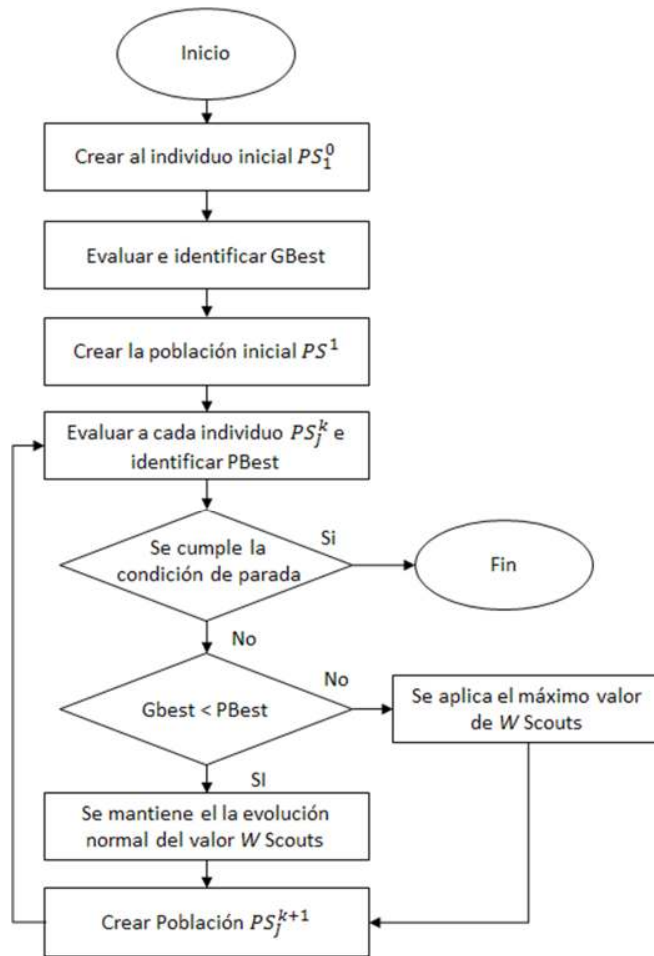 Inicio
Crear al individuo inicial $PS_1^0$
Evaluar e identificar GBest
Crear la población inicial $PS^1$
Evaluar a cada individuo $PS_j^k$ e
identificar PBest
Se cumple la
condición de parada
Si
Fin
No
Gbest < PBest
No
Se aplica el máximo valor
de W Scouts
SI
Se mantiene el la evolución
normal del valor W Scouts
Crear Población $PS_j^{k+1}$